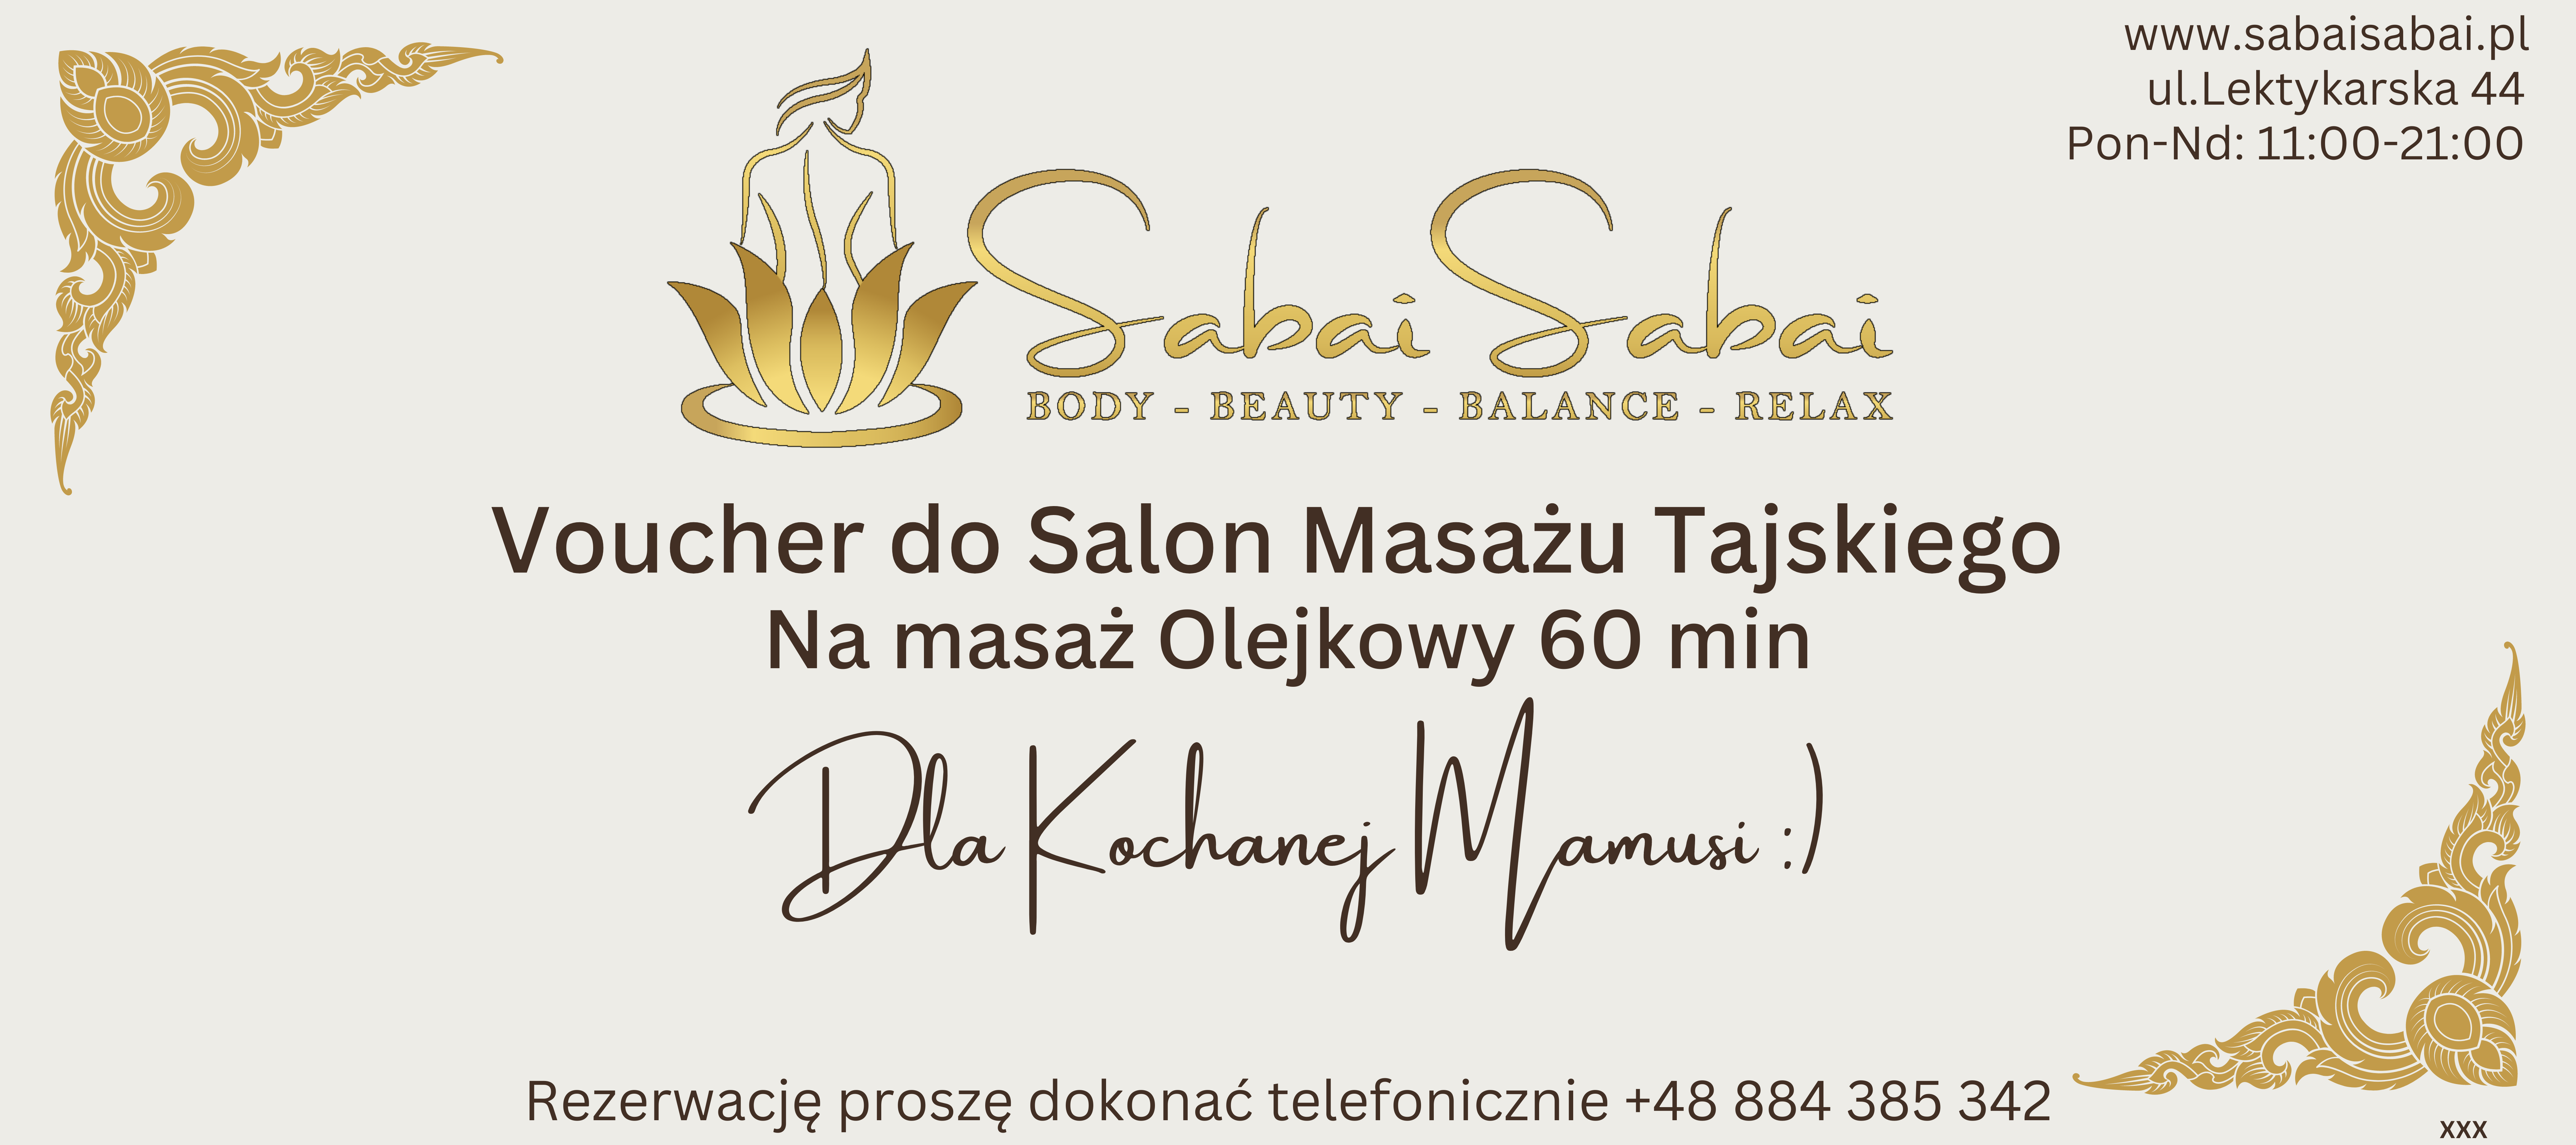 www.sabaisabai.pl
ul.Lektykarska 44
Pon-Nd: 11:00-21:00
Sabai Sabai
BODY - BEAUTY - BALANCE - RELAX
Voucher do Salon Masażu Tajskiego
Na masaż Olejkowy 60 min
Dla Kochanej Mamusi :)
Rezerwację proszę dokonać telefonicznie +48 884 385 342
xxx